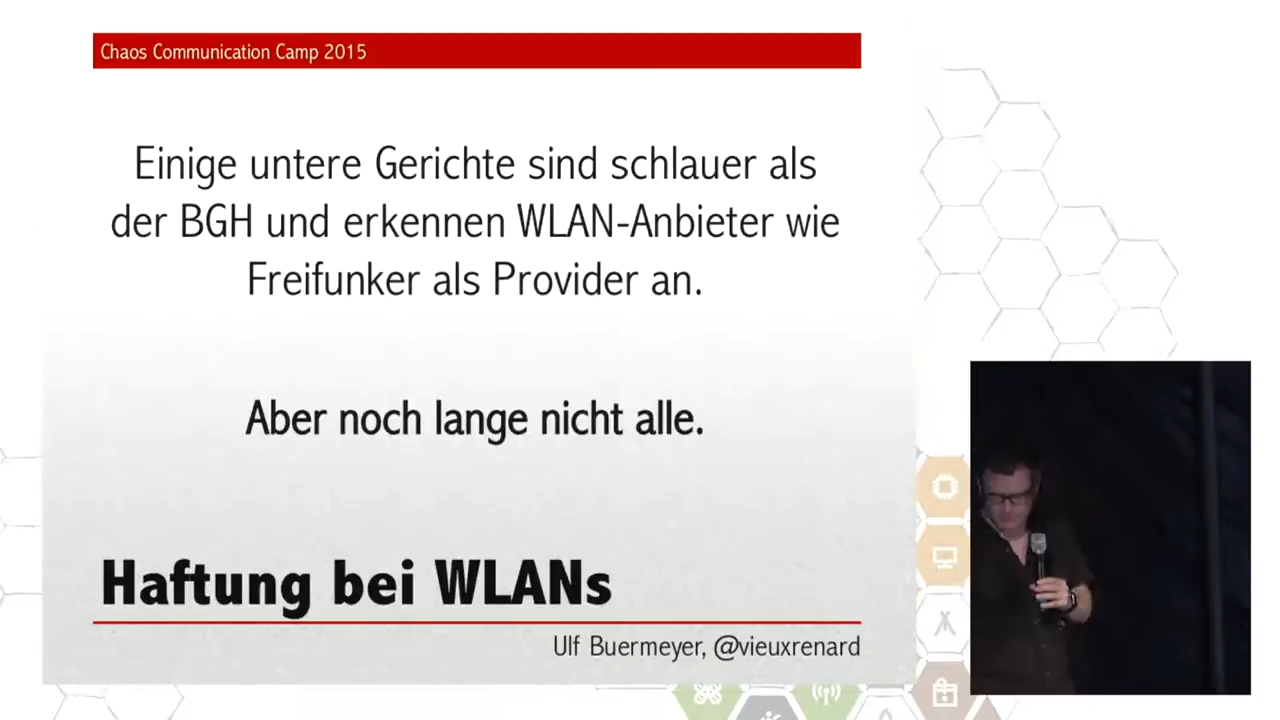 Chaos Communication Camp 2015
Einige untere Gerichte sind schlauer als
der BGH und erkennen WLAN-Anbieter wie
Freifunker als Provider an.
Aber noch lange nicht alle.
Haftung bei WLANs
Ulf Buermeyer, @vieuxrenard